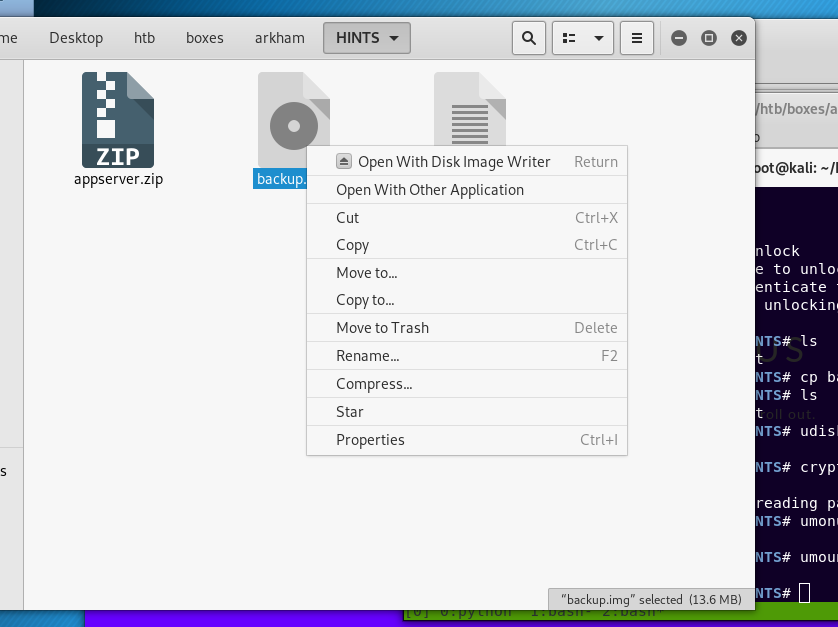 me Desktop htb boxes arkham HINTS
ZIP
appserver.zip
backup.
Open With Disk Image Writer Return
Open With Other Application
Cut Ctrl+X
Copy Ctrl+C
Move to...
Copy to...
Move to Trash Delete
Rename... F2
Compress...
Star
Properties Ctrl+I
s
"backup.img" selected (13.6 MB)
/htb/boxes/a
oot@kali: ~/
nlock
e to unlo
enticate
unlockin
NTS# ls
t
NTS# cp ba
NTS# ls
t
roll out.
NTS# udis
NTS# cryp
reading pa
NTS# umou
NTS# umou
NTS#
[0] 0:python 1:bash- 2:bash*